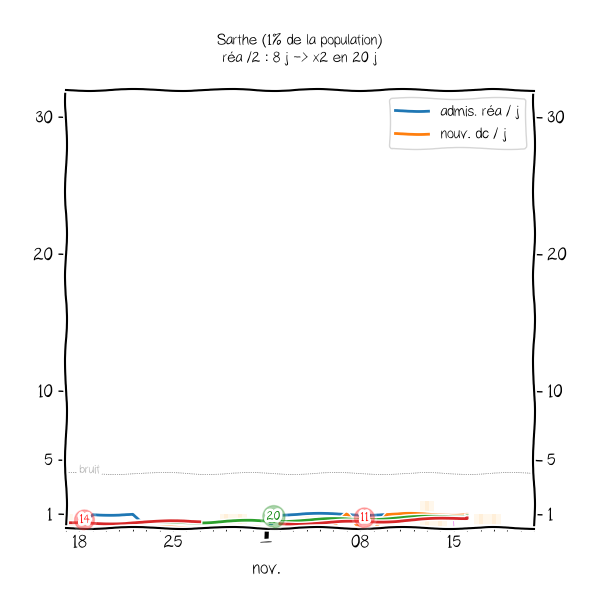 Sarthe (1% de la population)
réa /2 : 8 j -> x2 en 20 j
admis. réa / j
nouv. dc / j
30
30
20
20
10
10
5
5
bruit
1
1
14
20
11
18
25
08
15
nov.